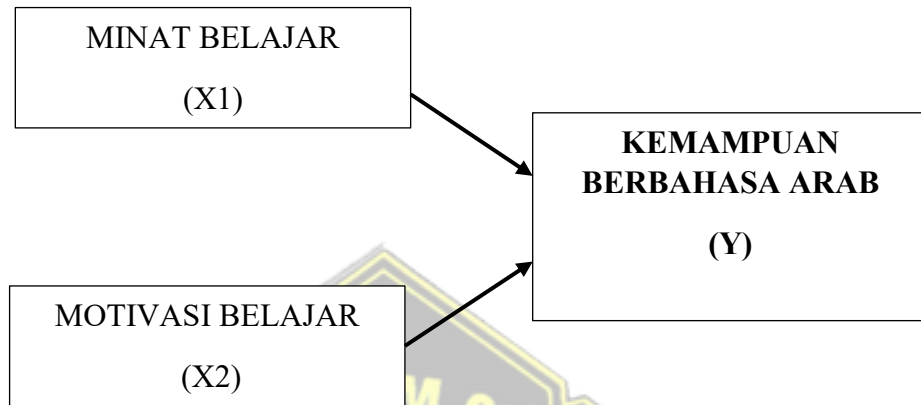 MINAT BELAJAR
(X1)
KEMAMPUAN
BERBAHASA ARAB
(Y)
MOTIVASI BELAJAR
(X2)